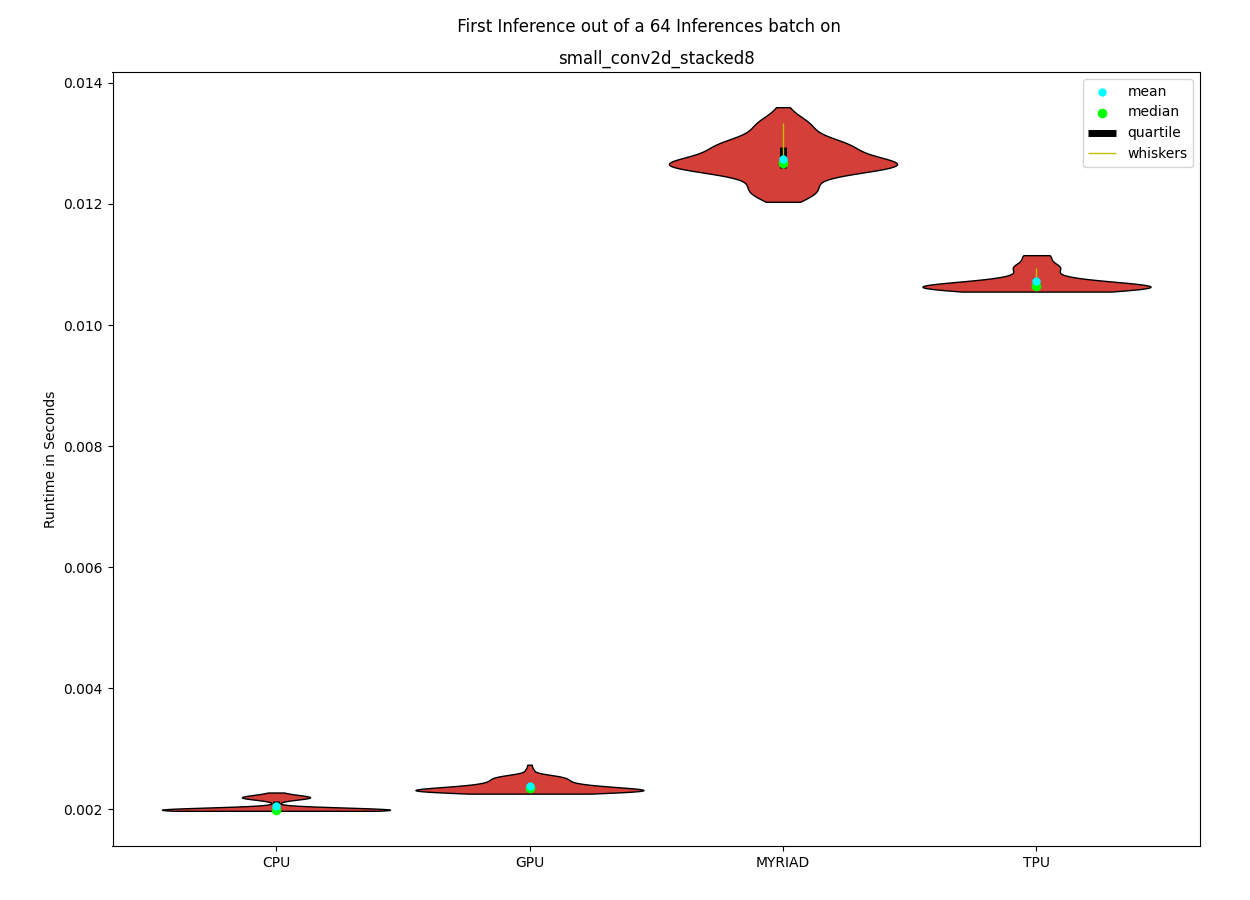 First Inference out of a 64 Inferences batch on
small_conv2d_stacked8
0.014
0.012
0.010
0.008
0.006
0.004
0.002
Runtime in Seconds
mean
median
quartile
whiskers
CPU
GPU
MYRIAD
TPU